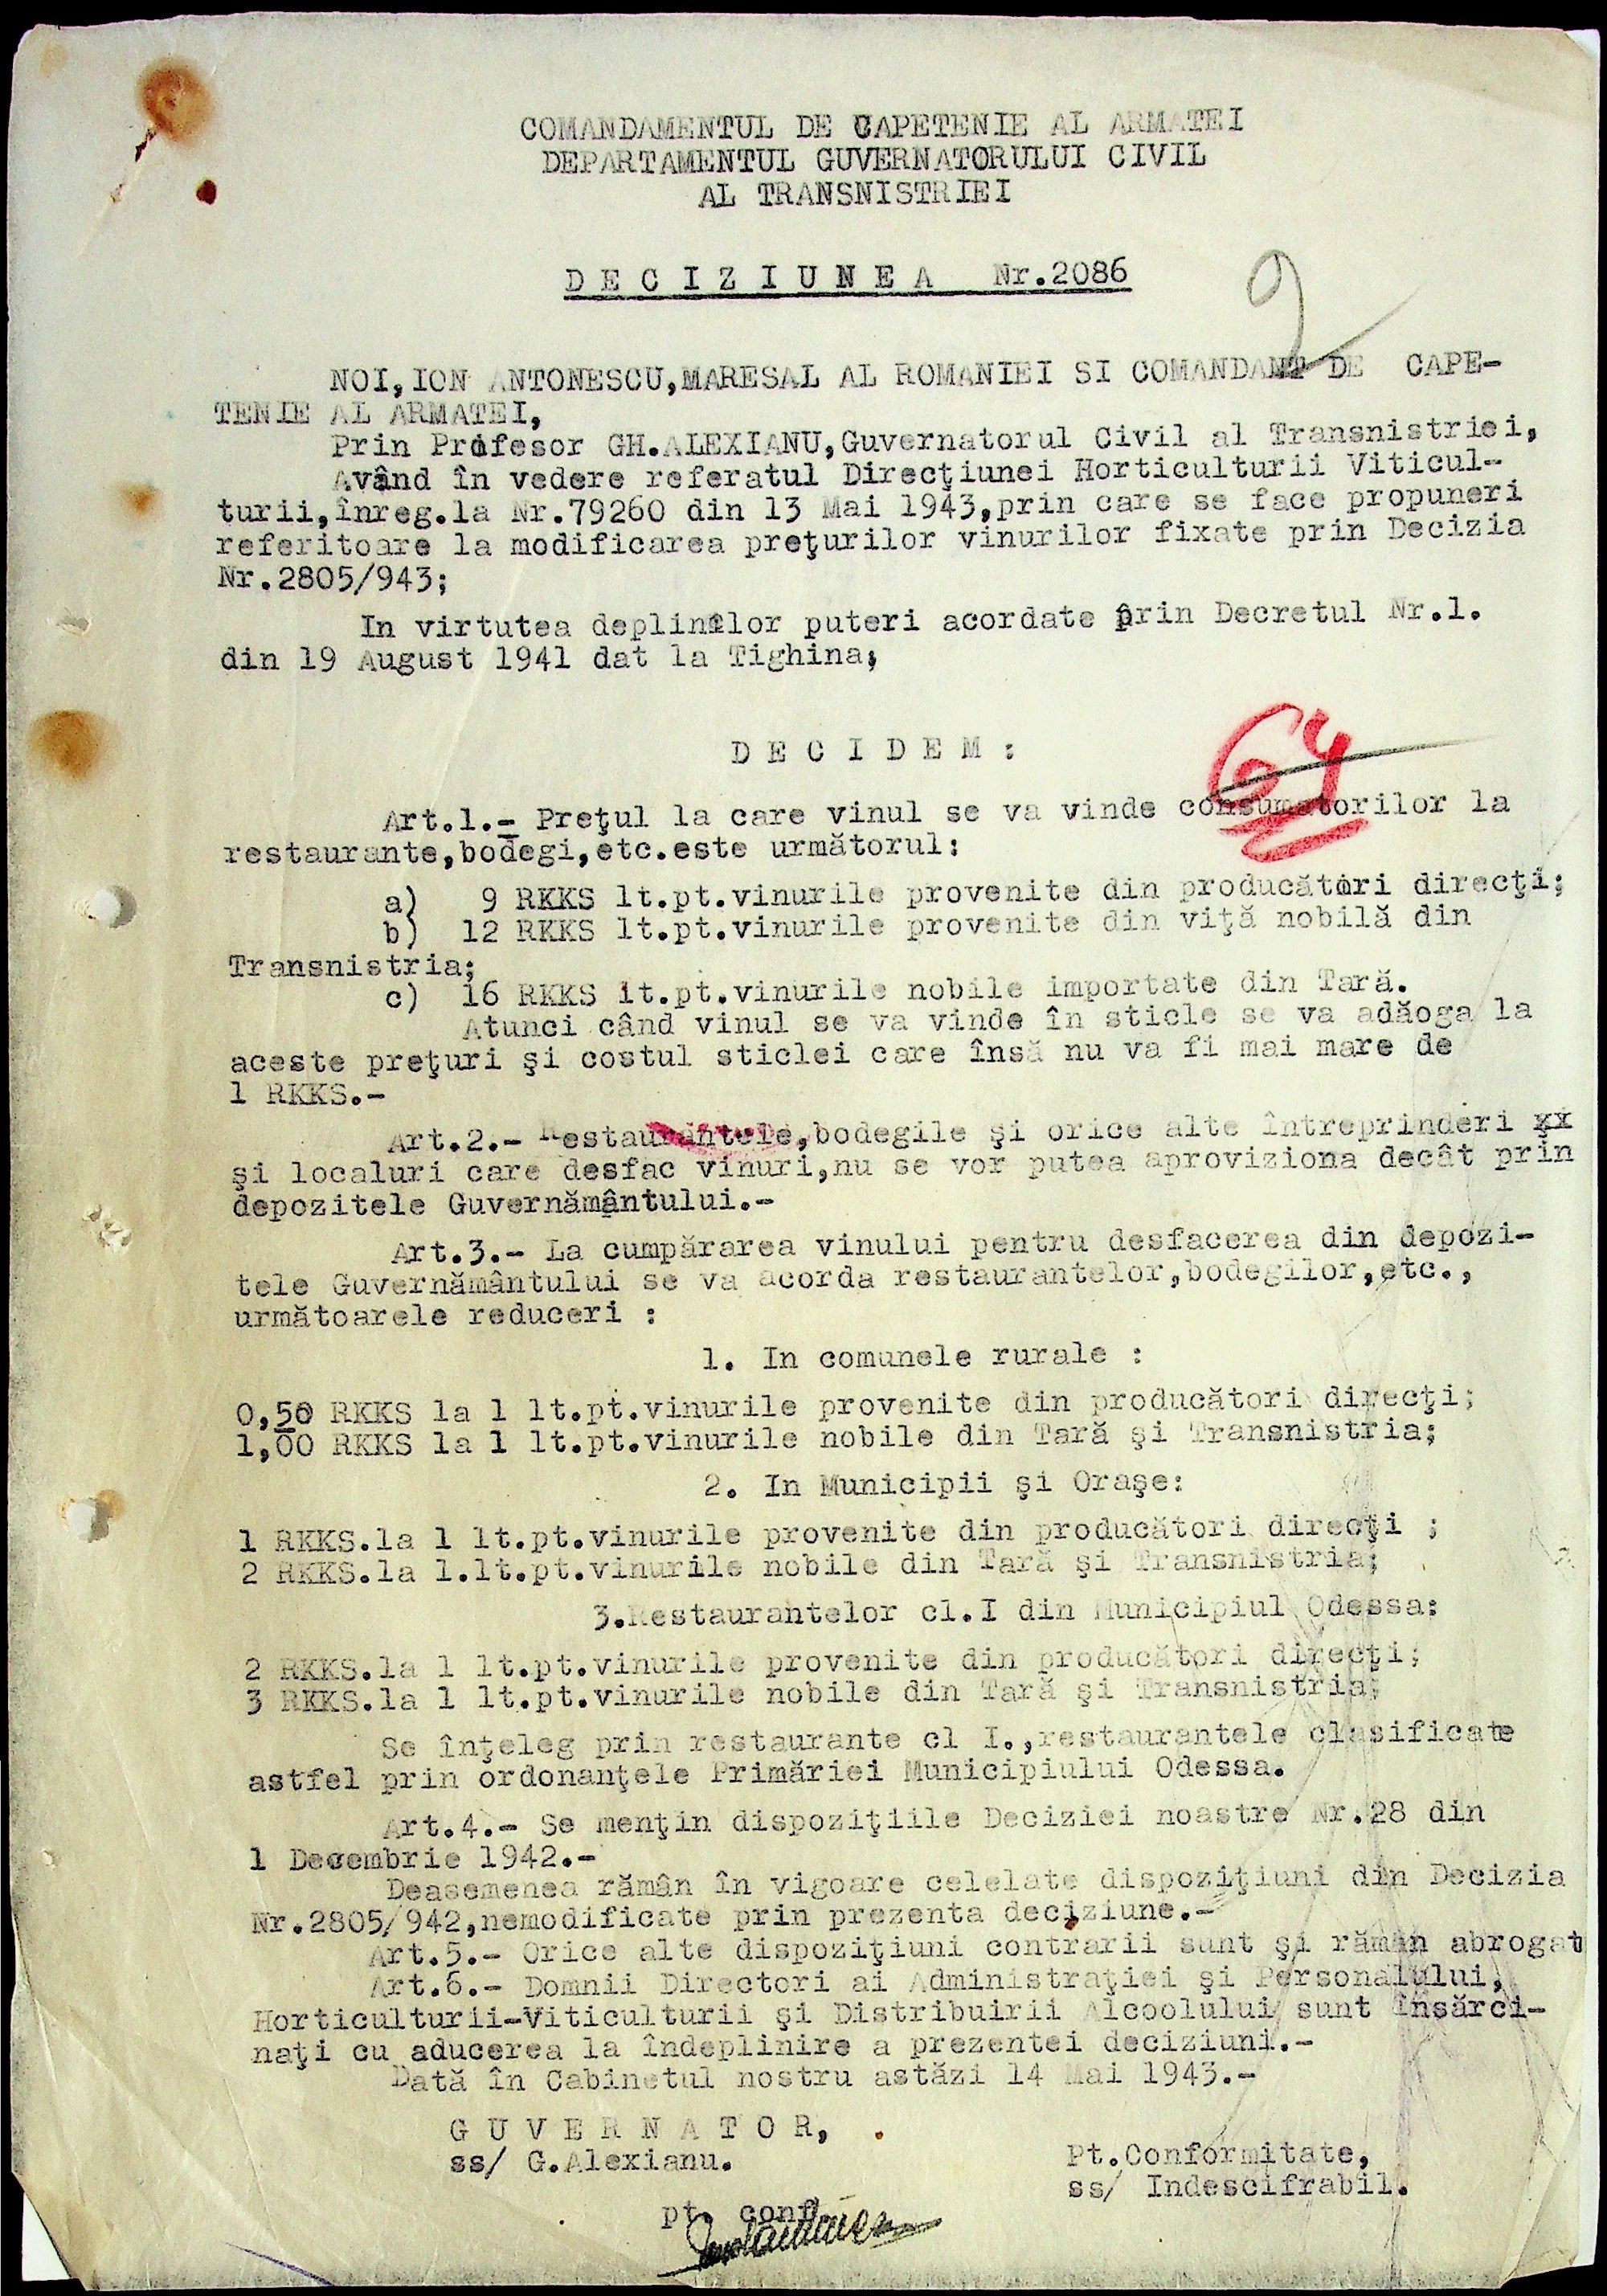 COMANDAMENTUL DE CAPETENIE AL ARMATEI
DEPARTAMENTUL GUVERNATORULUI CIVIL
AL TRANSNISTRIEI
D E C I Z I U N E A Nr.2086
2
NOI, ION ANTONESCU, MARESAL AL ROMANIEI SI COMANDANT DE CAPE-
TENIE AL ARMATEI,
Prin Profesor GH.ALEXIANU, Guvernatorul Civil al Transnistriei,
Având în vedere referatul Direcţiunei Horticulturii Viticul-
turii, înreg.la Nr.79260 din 13 Mai 1943, prin care se face propuneri
referitoare la modificarea preţurilor vinurilor fixate prin Decizia
Nr.2805/943;
In virtutea deplinelor puteri acordate prin Decretul Nr.1.
din 19 August 1941 dat la Tighina;
D E C I D E M :
64
Art.1.- Preţul la care vinul se va vinde consumatorilor la
restaurante, bodegi, etc.este următorul:
a) 9 RKKS lt.pt.vinurile provenite din producători direcţi;
b) 12 RKKS lt.pt.vinurile provenite din viţă nobilă din
Transnistria;
c) 16 RKKS lt.pt.vinurile nobile importate din Tară.
Atunci când vinul se va vinde în sticle se va adăoga la
aceste preţuri şi costul sticlei care însă nu va fi mai mare de
1 RKKS.-
Art.2.- Restaurantele, bodegile şi orice alte întreprinderi xx
şi localuri care desfac vinuri, nu se vor putea aproviziona decât prin
depozitele Guvernământului.-
Art.3.- La cumpărarea vinului pentru desfacerea din depozi-
tele Guvernământului se va acorda restaurantelor, bodegilor, etc.,
următoarele reduceri :
1. In comunele rurale :
0,50 RKKS la 1 lt.pt.vinurile provenite din producători direcţi;
1,00 RKKS la 1 lt.pt.vinurile nobile din Tară şi Transnistria;
2. In Municipii şi Oraşe:
1 RKKS.la 1 lt.pt.vinurile provenite din producători direcţi ;
2 RKKS.la 1.lt.pt.vinurile nobile din Tară şi Transnistria;
3.Restaurantelor cl.I din Municipiul Odessa:
2 RKKS.la 1 lt.pt.vinurile provenite din producători direcţi;
3 RKKS.la 1 lt.pt.vinurile nobile din Tară şi Transnistria;
Se înţeleg prin restaurante cl I., restaurantele clasificate
astfel prin ordonanţele Primăriei Municipiului Odessa.
Art.4.- Se menţin dispoziţiile Deciziei noastre Nr.28 din
1 Decembrie 1942.-
Deasemenea rămân în vigoare celelate dispoziţiuni din Decizia
Nr.2805/942, nemodificate prin prezenta deciziune.-
Art.5.- Orice alte dispoziţiuni contrarii sunt şi rămân abrogat
Art.6.- Domnii Directori ai Administraţiei şi Personalului,
Horticulturii-Viticulturii şi Distribuirii Alcoolului sunt însărci-
naţi cu aducerea la îndeplinire a prezentei deciziuni.-
Dată în Cabinetul nostru astăzi 14 Mai 1943.-
G U V E R N A T O R,
ss/ G.Alexianu.
Pt.Conformitate,
ss/ Indescifrabil.
pt. conf.